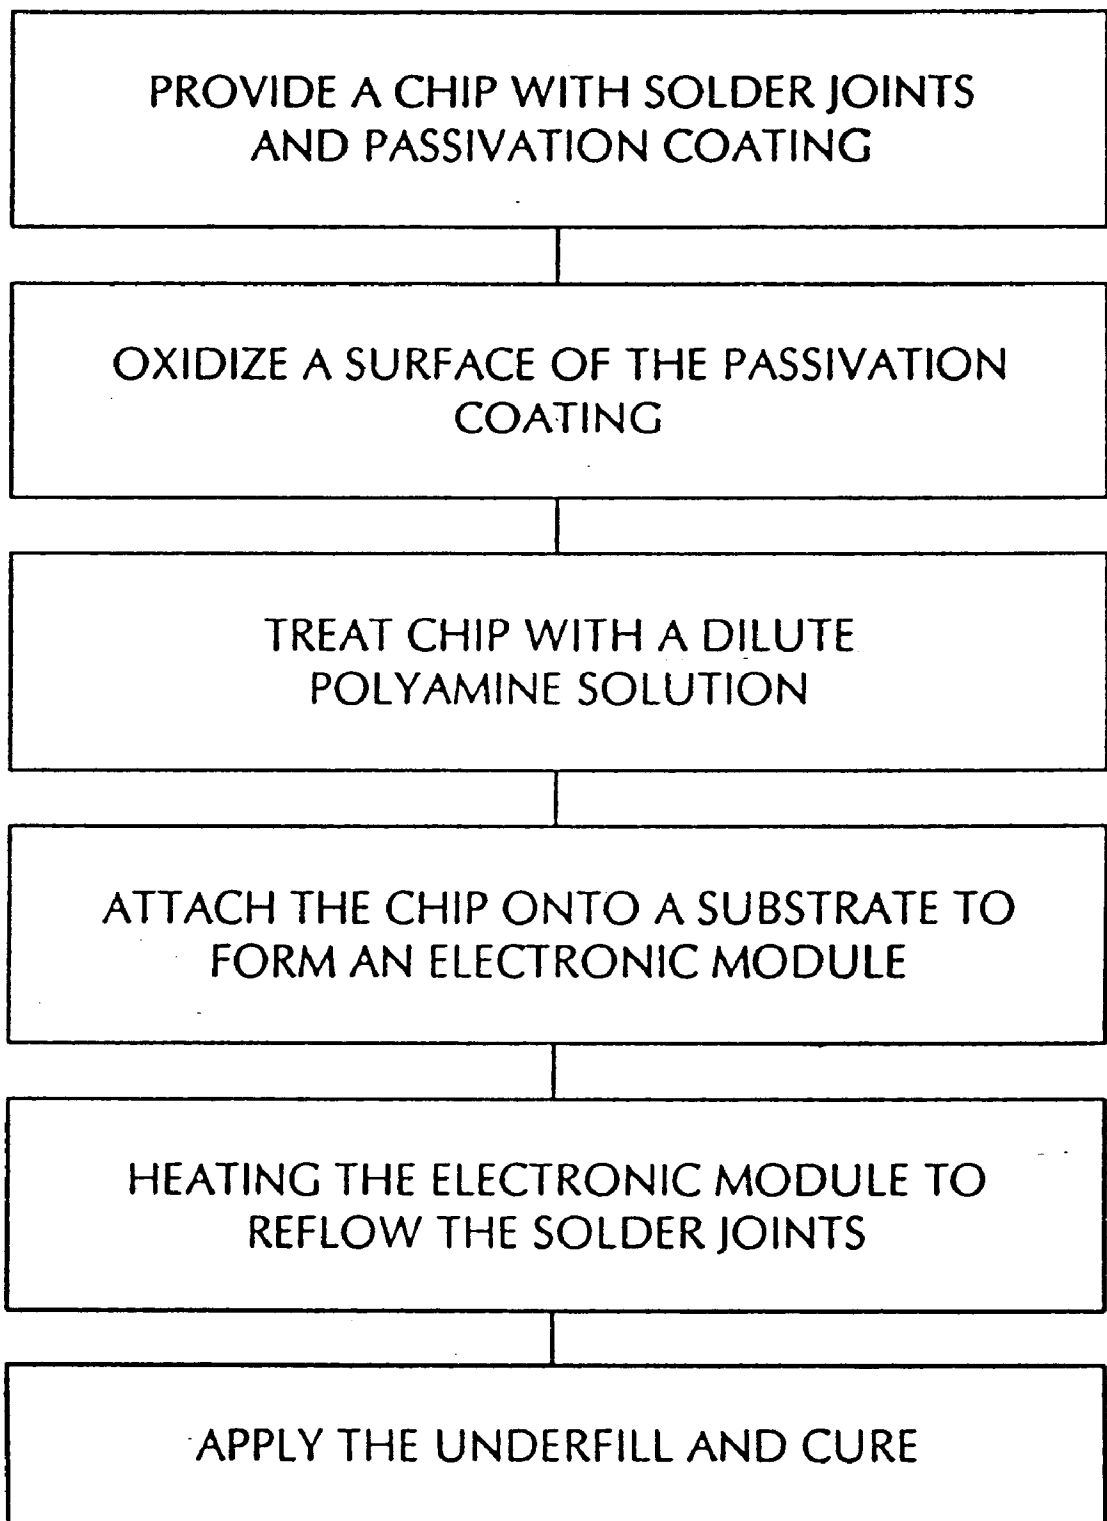 PROVIDE A CHIP WITH SOLDER JOINTS
AND PASSIVATION COATING
OXIDIZE A SURFACE OF THE PASSIVATION
COATING
TREAT CHIP WITH A DILUTE
POLYAMINE SOLUTION
ATTACH THE CHIP ONTO A SUBSTRATE TO
FORM AN ELECTRONIC MODULE
HEATING THE ELECTRONIC MODULE TO
REFLOW THE SOLDER JOINTS
APPLY THE UNDERFILL AND CURE